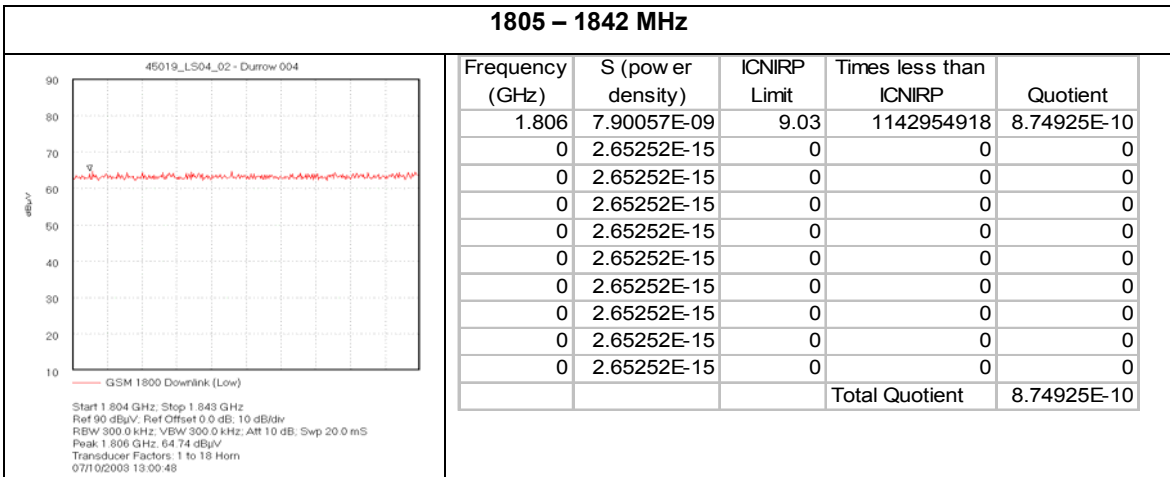 1805 – 1842 MHz
45019_LS04_02 - Durrow 004
90
80
70
60
50
40
30
20
10
dBµV
GSM 1800 Downlink (Low)
Start 1.804 GHz; Stop 1.843 GHz
Ref 90 dBµV; Ref Offset 0.0 dB; 10 dB/div
RBW 300.0 kHz; VBW 300.0 kHz; Att 10 dB; Swp 20.0 mS
Peak 1.806 GHz, 64.74 dBµV
Transducer Factors: 1 to 18 Horn
07/10/2003 13:00:48
Frequency (GHz) S (power density) ICNIRP Limit Times less than ICNIRP Quotient
1.806 7.90057E-09 9.03 1142954918 8.74925E-10
0 2.65252E-15 0 0 0
0 2.65252E-15 0 0 0
0 2.65252E-15 0 0 0
0 2.65252E-15 0 0 0
0 2.65252E-15 0 0 0
0 2.65252E-15 0 0 0
0 2.65252E-15 0 0 0
0 2.65252E-15 0 0 0
0 2.65252E-15 0 0 0
Total Quotient 8.74925E-10